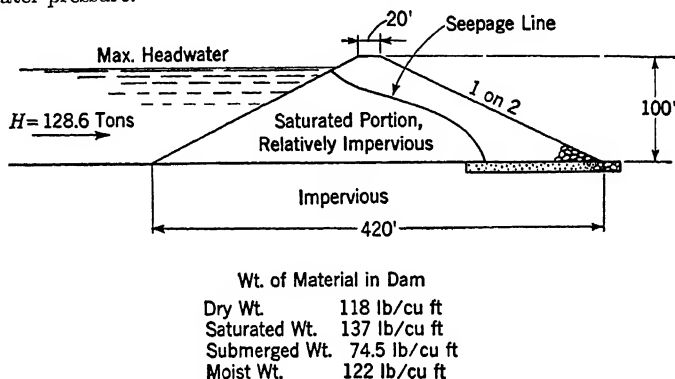 ater pressure.
20'
Seepage Line
Max. Headwater
1 on 2
100'
H = 128.6 Tons
Saturated Portion,
Relatively Impervious
Impervious
420'
Wt. of Material in Dam
Dry Wt. 118 lb/cu ft
Saturated Wt. 137 lb/cu ft
Submerged Wt. 74.5 lb/cu ft
Moist Wt. 122 lb/cu ft